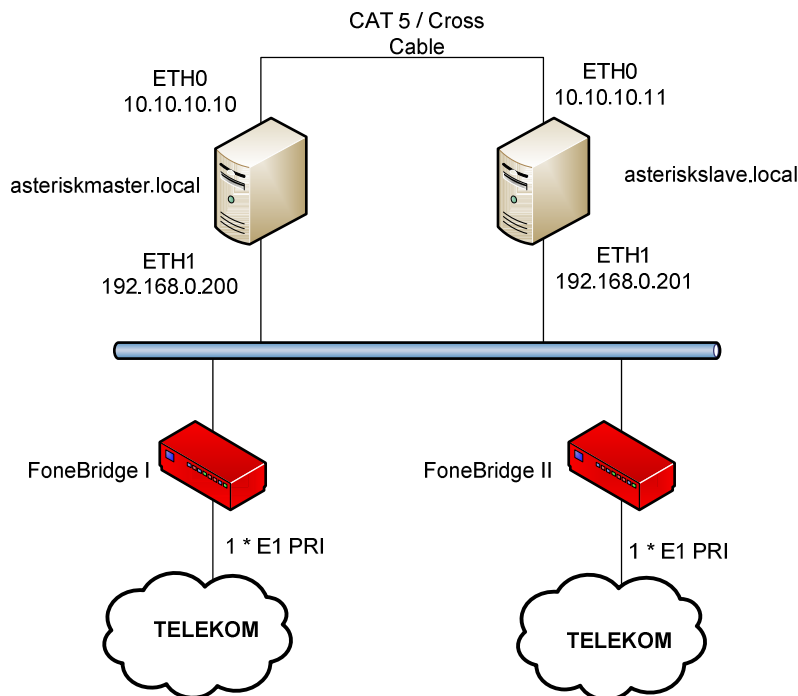 CAT 5 / Cross
Cable
ETH0
10.10.10.10
ETH0
10.10.10.11
asteriskmaster.local
asteriskslave.local
ETH1
192.168.0.200
ETH1
192.168.0.201
FoneBridge I
FoneBridge II
1 * E1 PRI
1 * E1 PRI
TELEKOM
TELEKOM